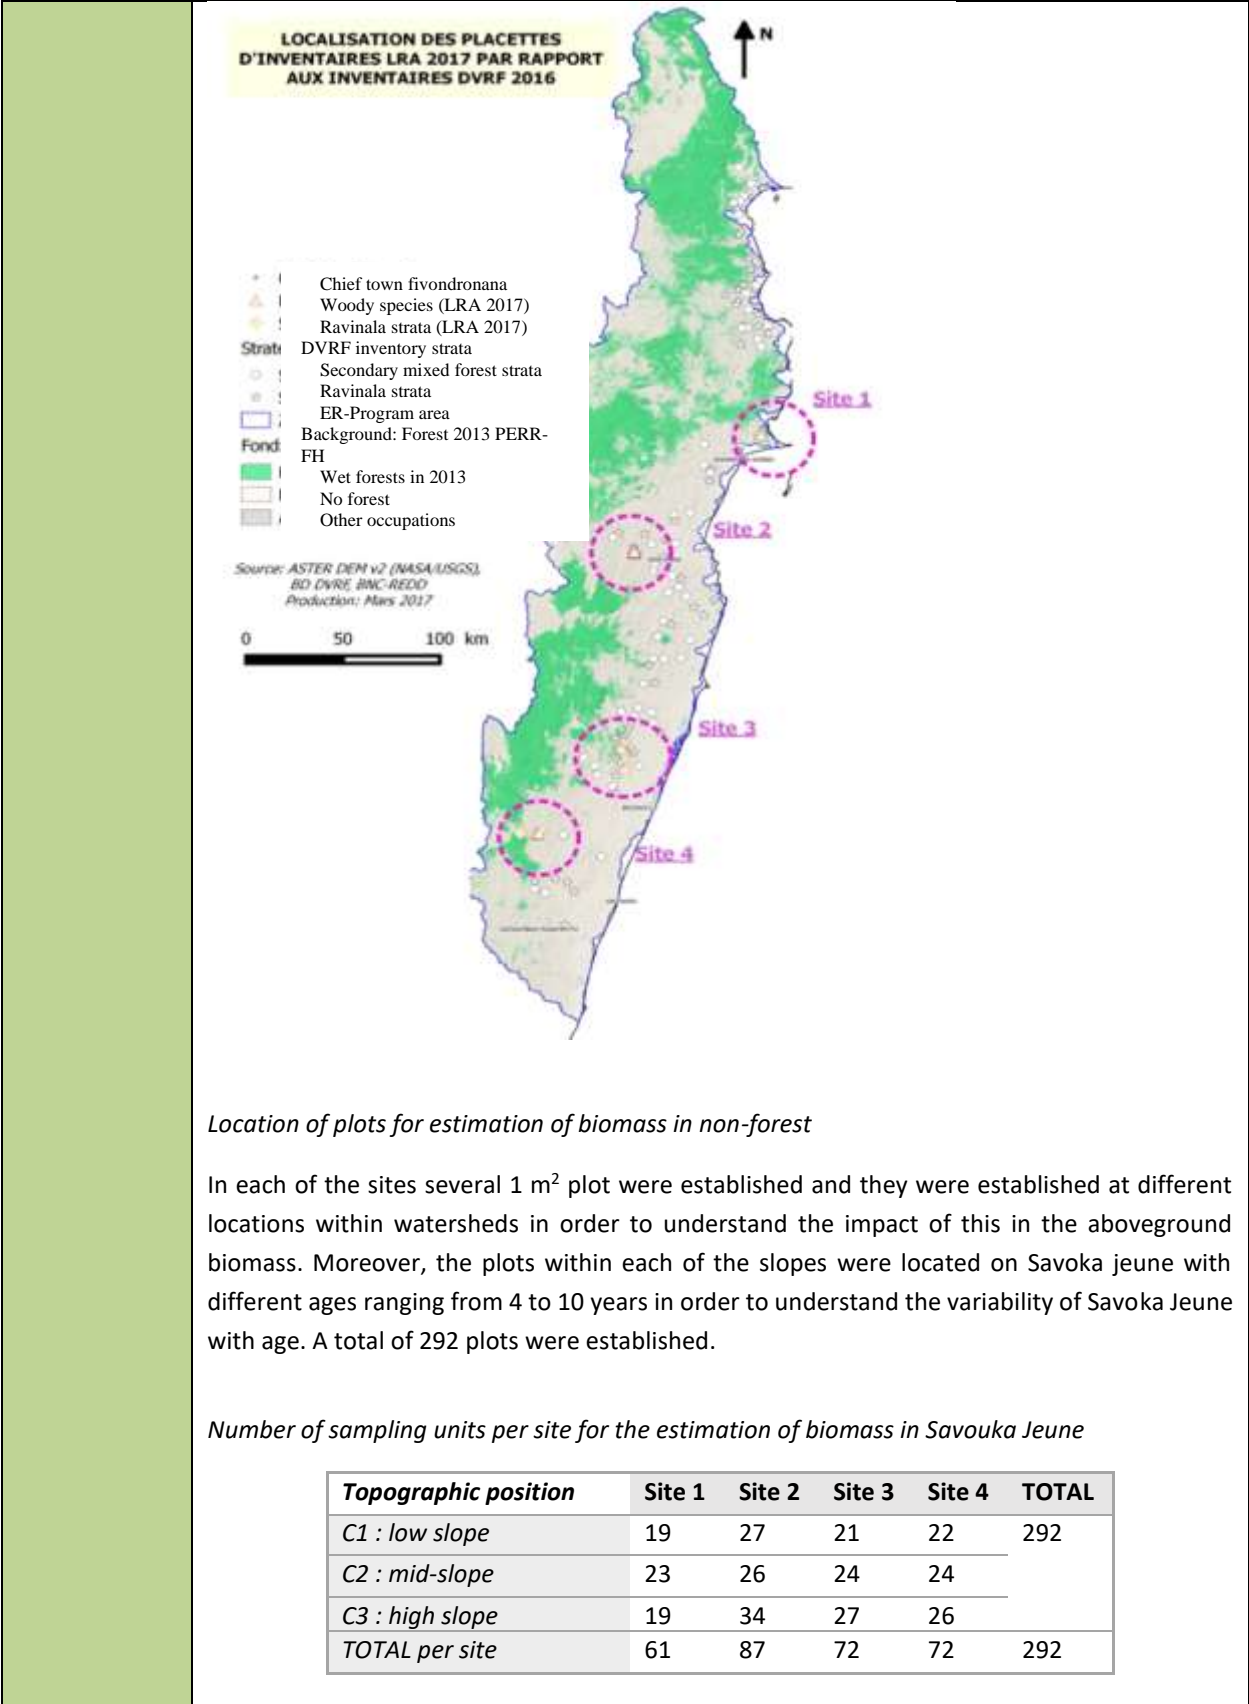 LOCALISATION DES PLACETTES
D'INVENTAIRES LRA 2017 PAR RAPPORT
AUX INVENTAIRES DVRF 2016
N
Chief town fivondronana
Woody species (LRA 2017)
Ravinala strata (LRA 2017)
Strate
DVRF inventory strata
Secondary mixed forest strata
Ravinala strata
ER-Program area
Fond
Background: Forest 2013 PERR-
FH
Wet forests in 2013
No forest
Other occupations
Site 1
Site 2
Site 3
Site 4
Source: ASTER DEM v2 (NASA/USGS),
BD DVRF, BNC-REDD
Production: Mars 2017
0 50 100 km
Location of plots for estimation of biomass in non-forest
In each of the sites several 1 m² plot were established and they were established at different
locations within watersheds in order to understand the impact of this in the aboveground
biomass. Moreover, the plots within each of the slopes were located on Savoka jeune with
different ages ranging from 4 to 10 years in order to understand the variability of Savoka Jeune
with age. A total of 292 plots were established.
Number of sampling units per site for the estimation of biomass in Savouka Jeune
Topographic position Site 1 Site 2 Site 3 Site 4 TOTAL
C1 : low slope 19 27 21 22 292
C2 : mid-slope 23 26 24 24
C3 : high slope 19 34 27 26
TOTAL per site 61 87 72 72 292